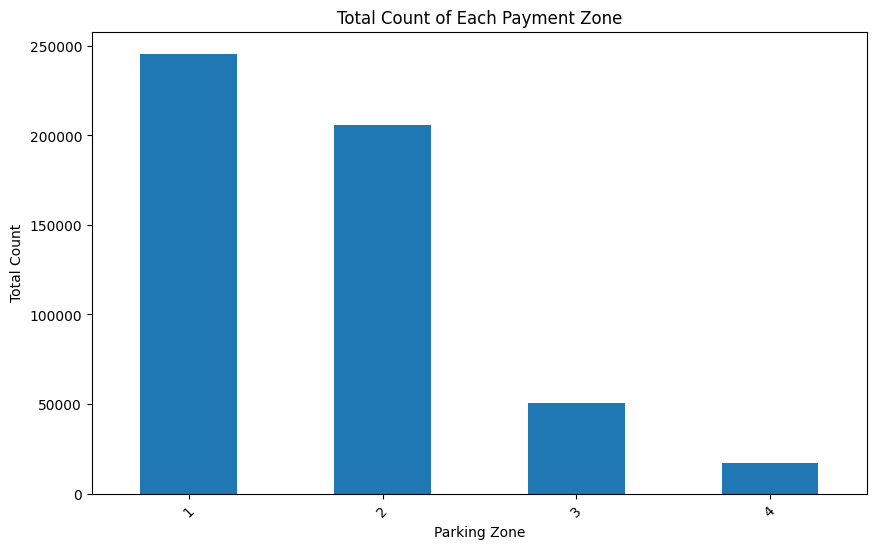 Total Count of Each Payment Zone
250000
200000
150000
100000
50000
0
Total Count
1 2 3 4
Parking Zone